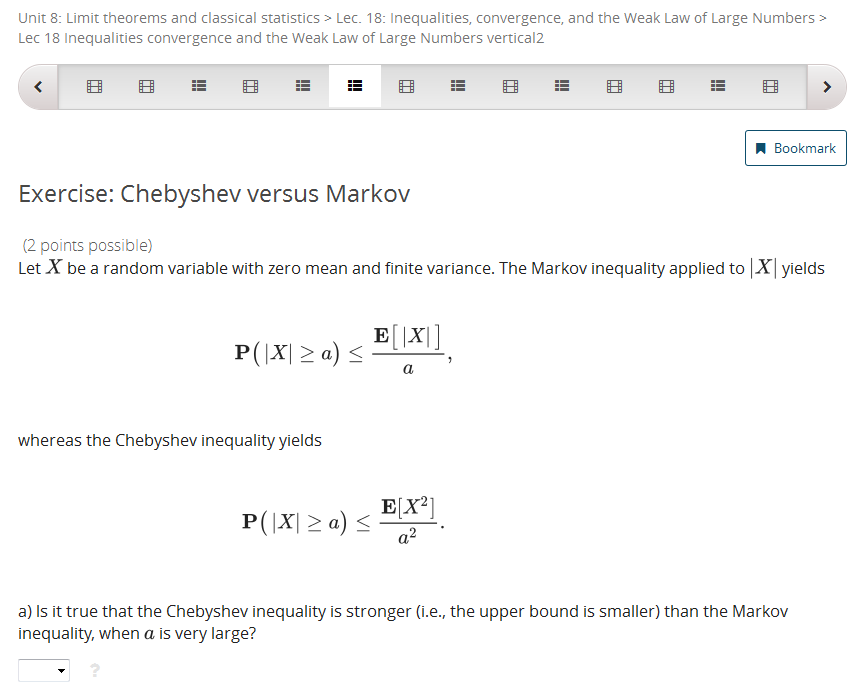 Unit 8: Limit theorems and classical statistics > Lec. 18: Inequalities, convergence, and the Weak Law of Large Numbers >
Lec 18 Inequalities convergence and the Weak Law of Large Numbers vertical2
Bookmark
Exercise: Chebyshev versus Markov
(2 points possible)
Let X be a random variable with zero mean and finite variance. The Markov inequality applied to |X| yields
P(|X| ≥ a) ≤ E[|X|] / a,
whereas the Chebyshev inequality yields
P(|X| ≥ a) ≤ E[X²] / a².
a) Is it true that the Chebyshev inequality is stronger (i.e., the upper bound is smaller) than the Markov
inequality, when a is very large?
?